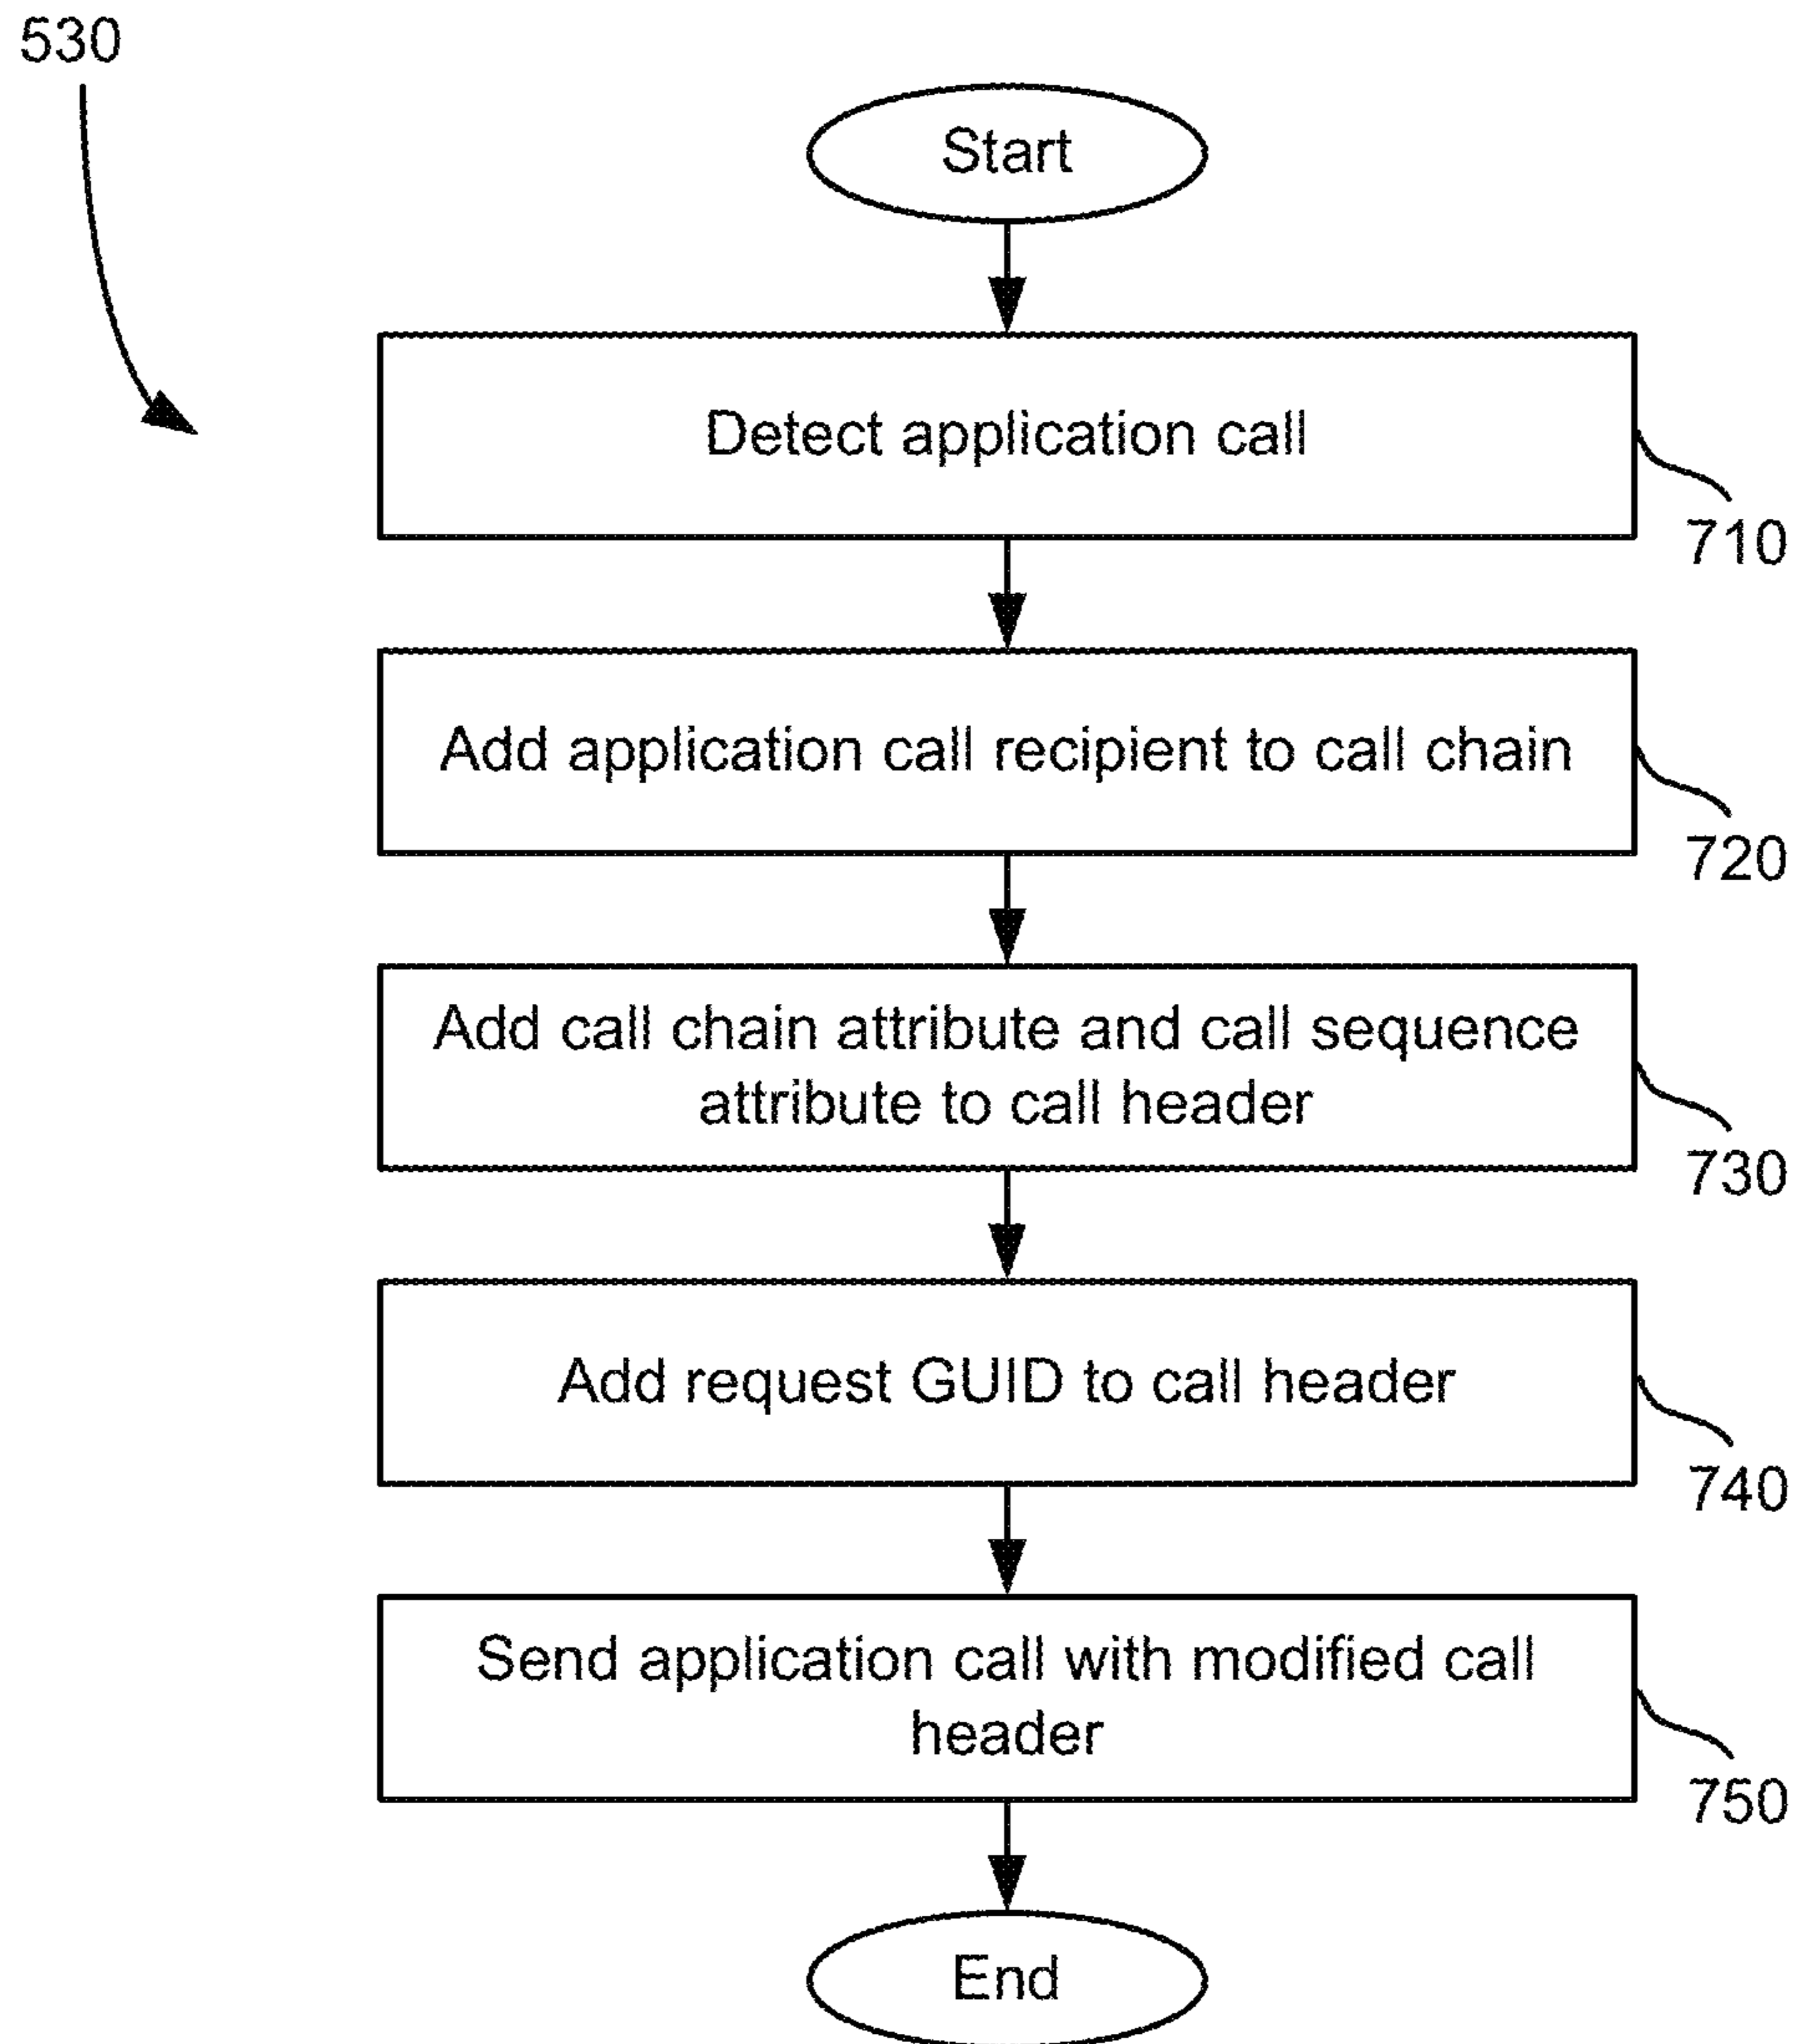 530
Start
Detect application call
710
Add application call recipient to call chain
720
Add call chain attribute and call sequence
attribute to call header
730
Add request GUID to call header
740
Send application call with modified call
header
750
End